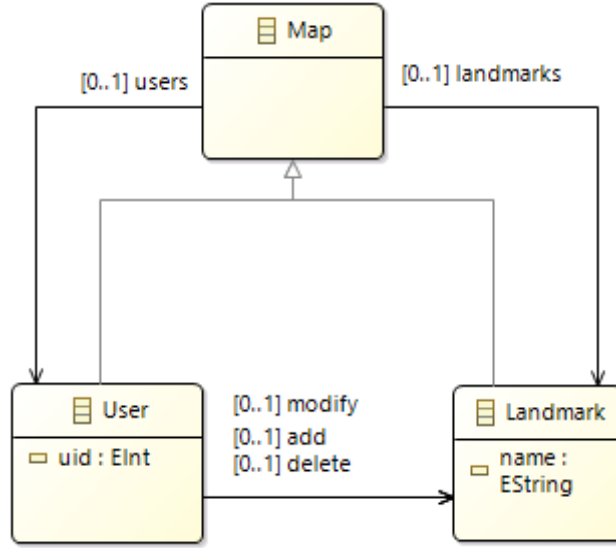 Map
[0..1] users
[0..1] landmarks
User
uid : EInt
[0..1] modify
[0..1] add
[0..1] delete
Landmark
name :
EString